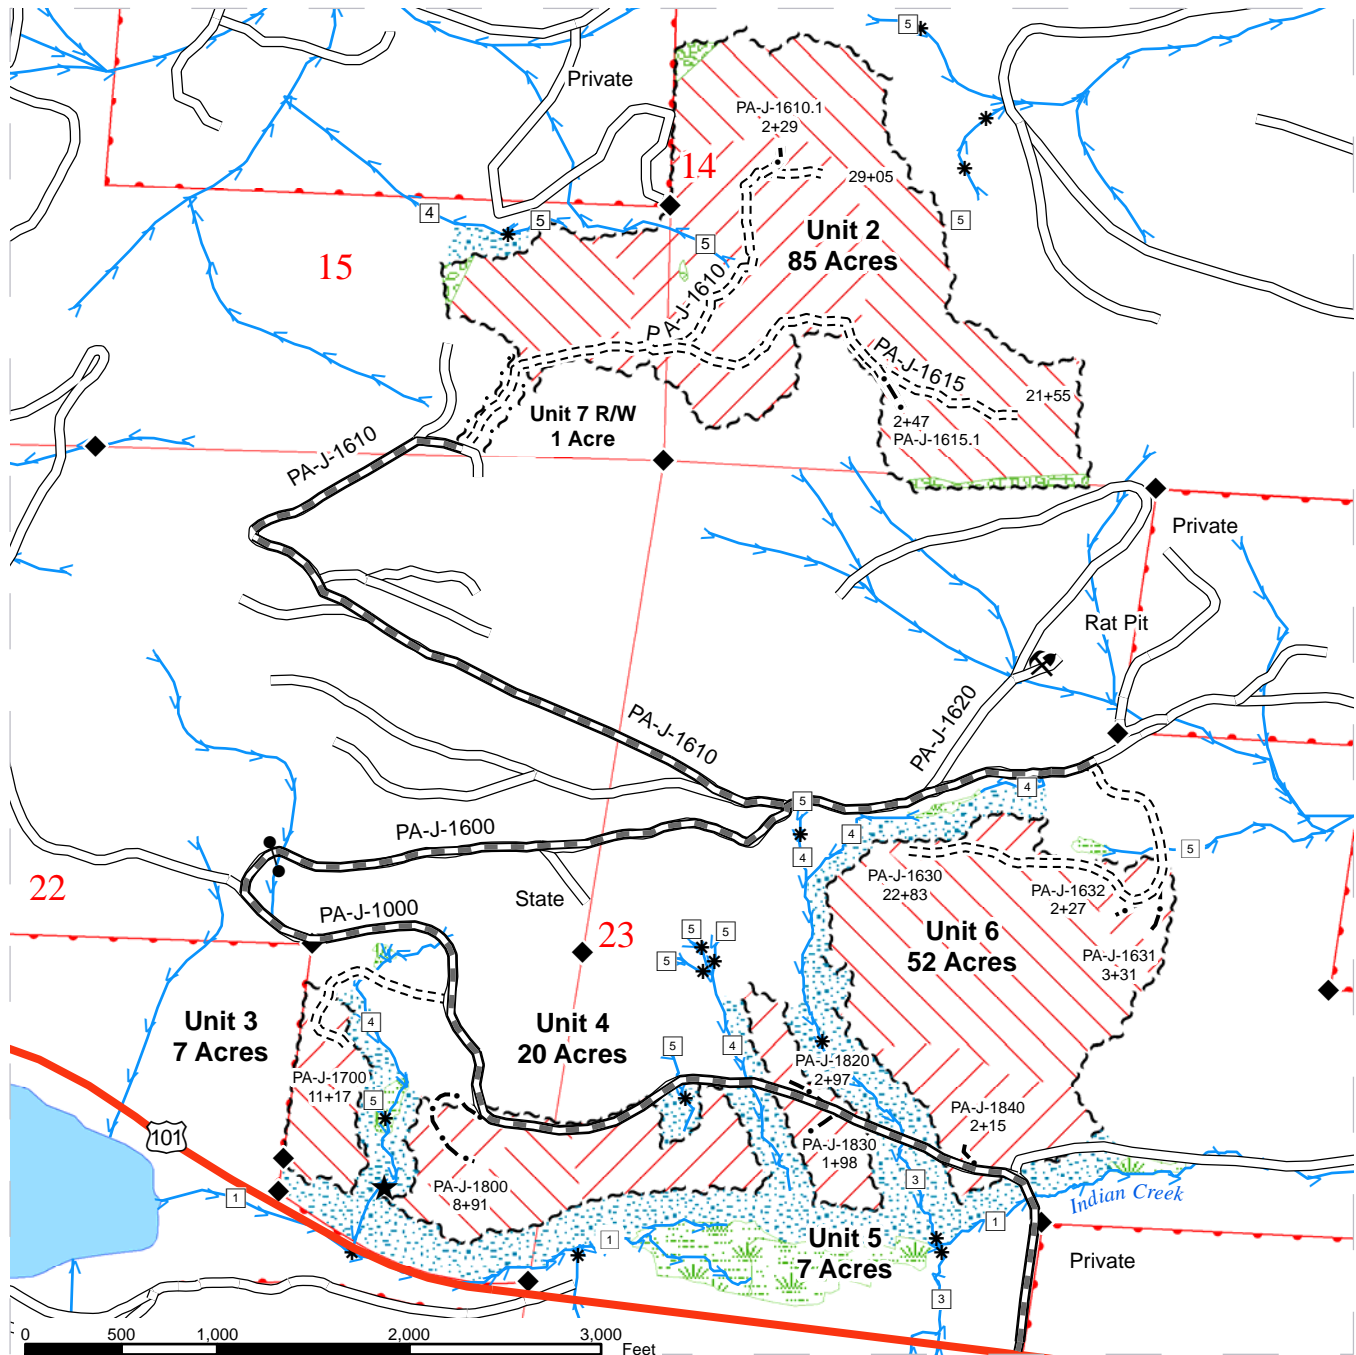 5
Private
PA-J-1610.1
2+29
14
29+05
4
5
5
5
Unit 2
85 Acres
15
PA-J-1610
PA-J-1615
21+55
Unit 7 R/W
1 Acre
2+47
PA-J-1615.1
PA-J-1610
Private
Rat Pit
PA-J-1610
PA-J-1620
4
5
PA-J-1600
4
4
5
22
State
PA-J-1630
22+83
PA-J-1632
2+27
PA-J-1000
23
5
5
5
Unit 6
52 Acres
PA-J-1631
3+31
Unit 3
7 Acres
4
Unit 4
20 Acres
5
4
PA-J-1820
2+97
PA-J-1700
11+17
5
PA-J-1840
2+15
101
PA-J-1830
1+98
PA-J-1800
8+91
3
1
Indian Creek
1
1
Unit 5
7 Acres
Private
3
0 500 1,000 2,000 3,000
Feet